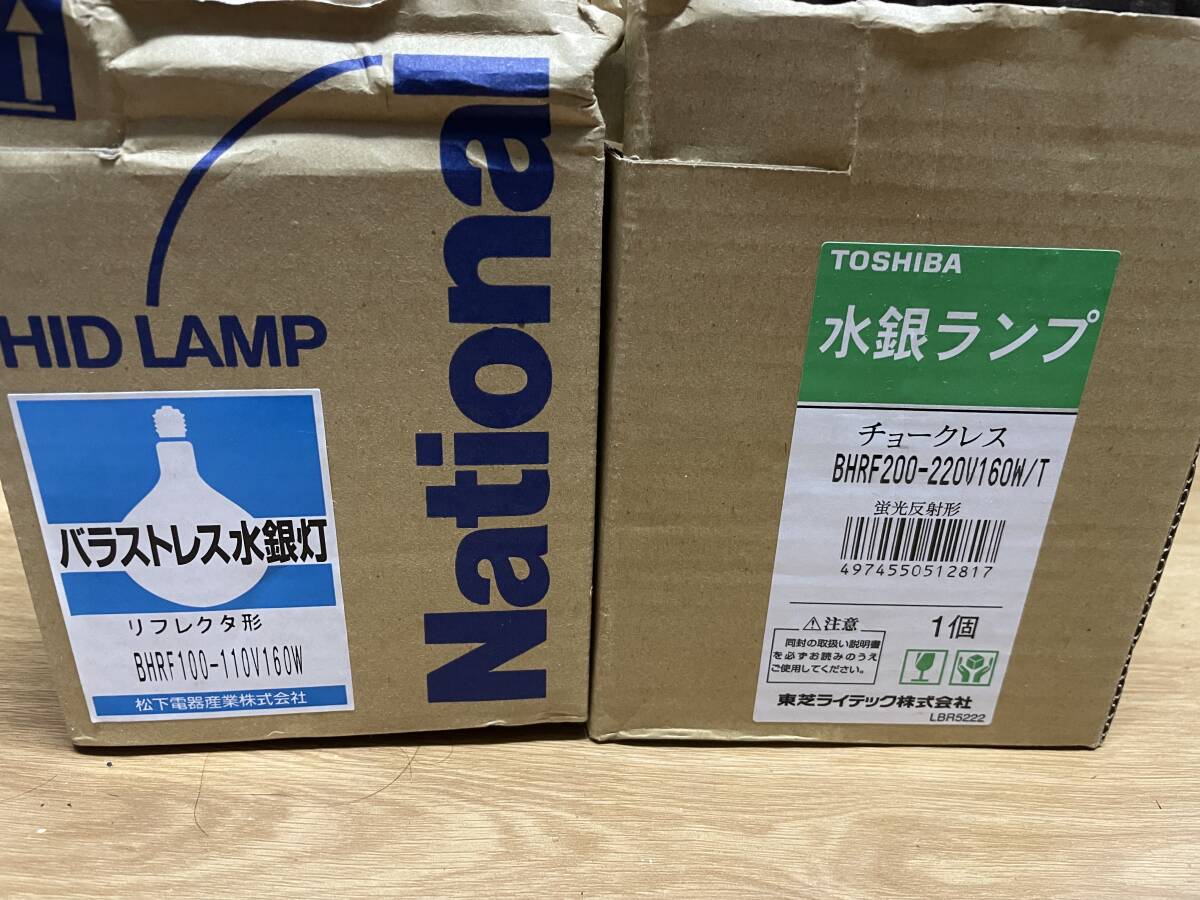 National
HID LAMP
バラストレス水銀灯
リフレクタ形
BHRF100-110V160W
松下電器産業株式会社
TOSHIBA
水銀ランプ
チョークレス
BHRF200-220V160W/T
蛍光反射形
4974550512817
⚠注意
同封の取扱い説明書
を必ずお読みのうえ
ご使用してください。
1個
東芝ライテック株式会社
LBR5222